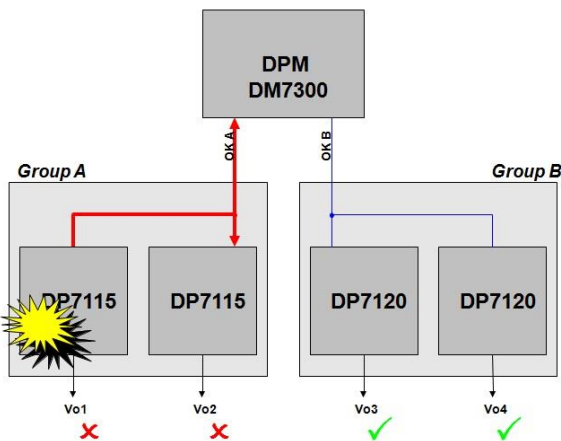 DPM
DM7300
OK A
OK B
Group A
Group B
DP7115
DP7115
DP7120
DP7120
Vo1
Vo2
Vo3
Vo4